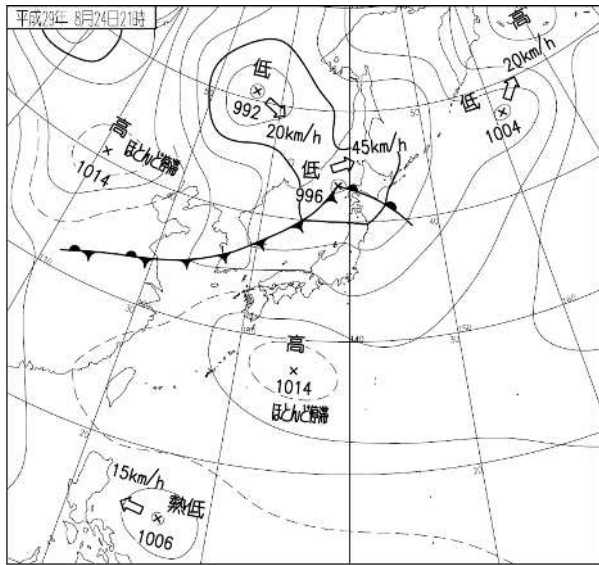 平成29年 8月24日21時
高
20km/h
低
992
20km/h
低
1004
高
ほとんど停滞
1014
45km/h
低
996
高
1014
ほとんど停滞
15km/h
熱低
1006